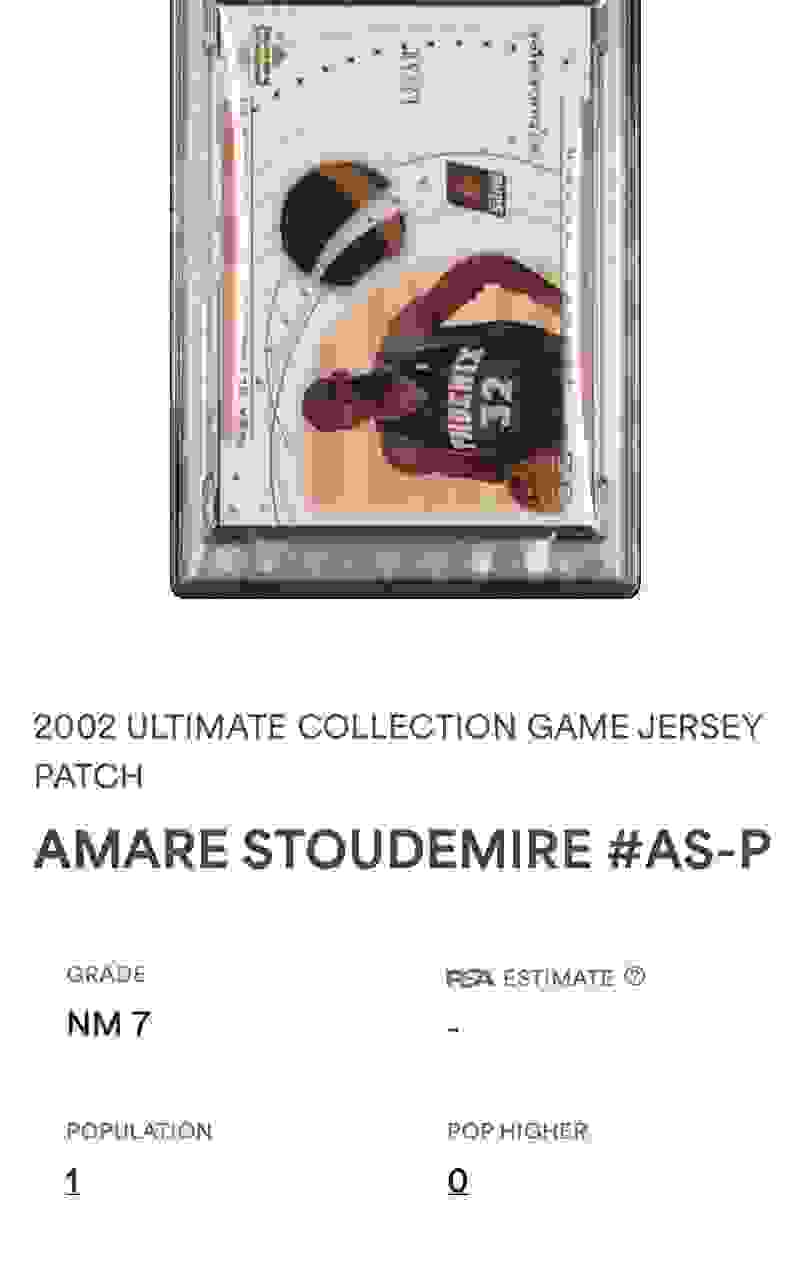 PHOENIX
32
2002 ULTIMATE COLLECTION GAME JERSEY
PATCH
AMARE STOUDEMIRE #AS-P
GRADE
PSA ESTIMATE ?
NM 7
-
POPULATION
POP HIGHER
1
0